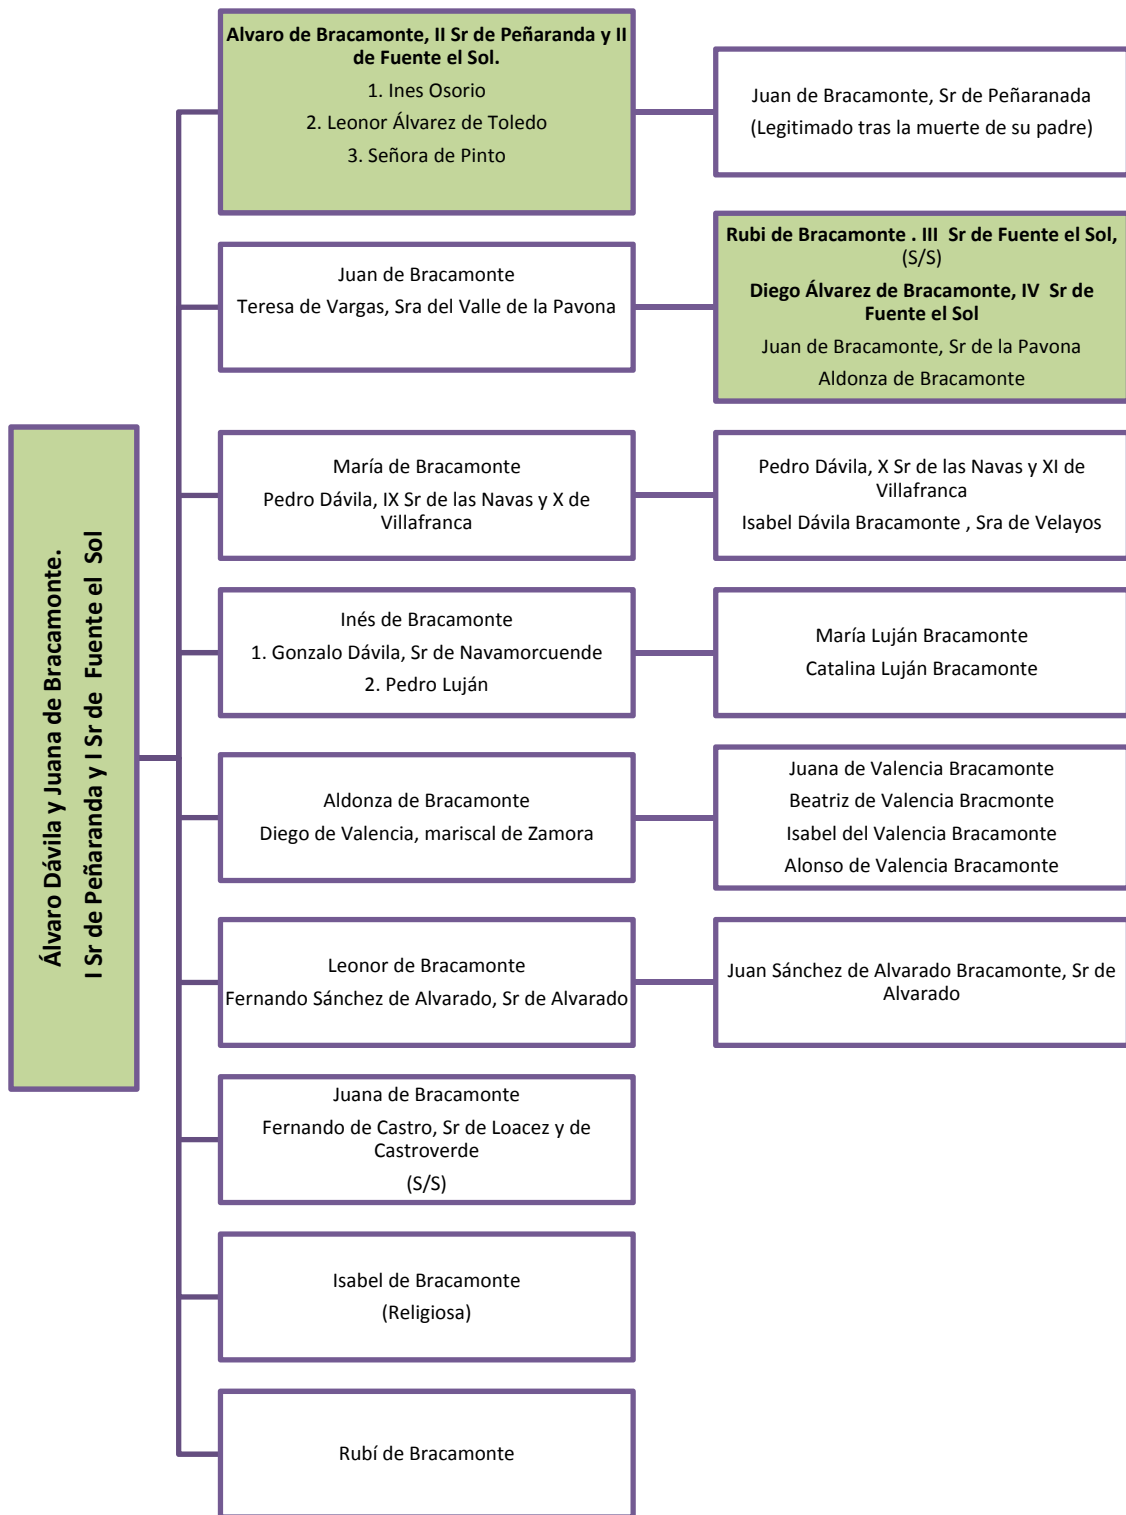 Álvaro Dávila y Juana de Bracamonte.
I Sr de Peñaranda y I Sr de Fuente el Sol
Alvaro de Bracamonte, II Sr de Peñaranda y II
de Fuente el Sol.
1. Ines Osorio
2. Leonor Álvarez de Toledo
3. Señora de Pinto
Juan de Bracamonte, Sr de Peñaranada
(Legitimado tras la muerte de su padre)
Juan de Bracamonte
Teresa de Vargas, Sra del Valle de la Pavona
Rubi de Bracamonte . III Sr de Fuente el Sol,
(S/S)
Diego Álvarez de Bracamonte, IV Sr de
Fuente el Sol
Juan de Bracamonte, Sr de la Pavona
Aldonza de Bracamonte
María de Bracamonte
Pedro Dávila, IX Sr de las Navas y X de
Villafranca
Pedro Dávila, X Sr de las Navas y XI de
Villafranca
Isabel Dávila Bracamonte , Sra de Velayos
Inés de Bracamonte
1. Gonzalo Dávila, Sr de Navamorcuende
2. Pedro Luján
María Luján Bracamonte
Catalina Luján Bracamonte
Aldonza de Bracamonte
Diego de Valencia, mariscal de Zamora
Juana de Valencia Bracamonte
Beatriz de Valencia Bracmonte
Isabel del Valencia Bracamonte
Alonso de Valencia Bracamonte
Leonor de Bracamonte
Fernando Sánchez de Alvarado, Sr de Alvarado
Juan Sánchez de Alvarado Bracamonte, Sr de
Alvarado
Juana de Bracamonte
Fernando de Castro, Sr de Loacez y de
Castroverde
(S/S)
Isabel de Bracamonte
(Religiosa)
Rubí de Bracamonte